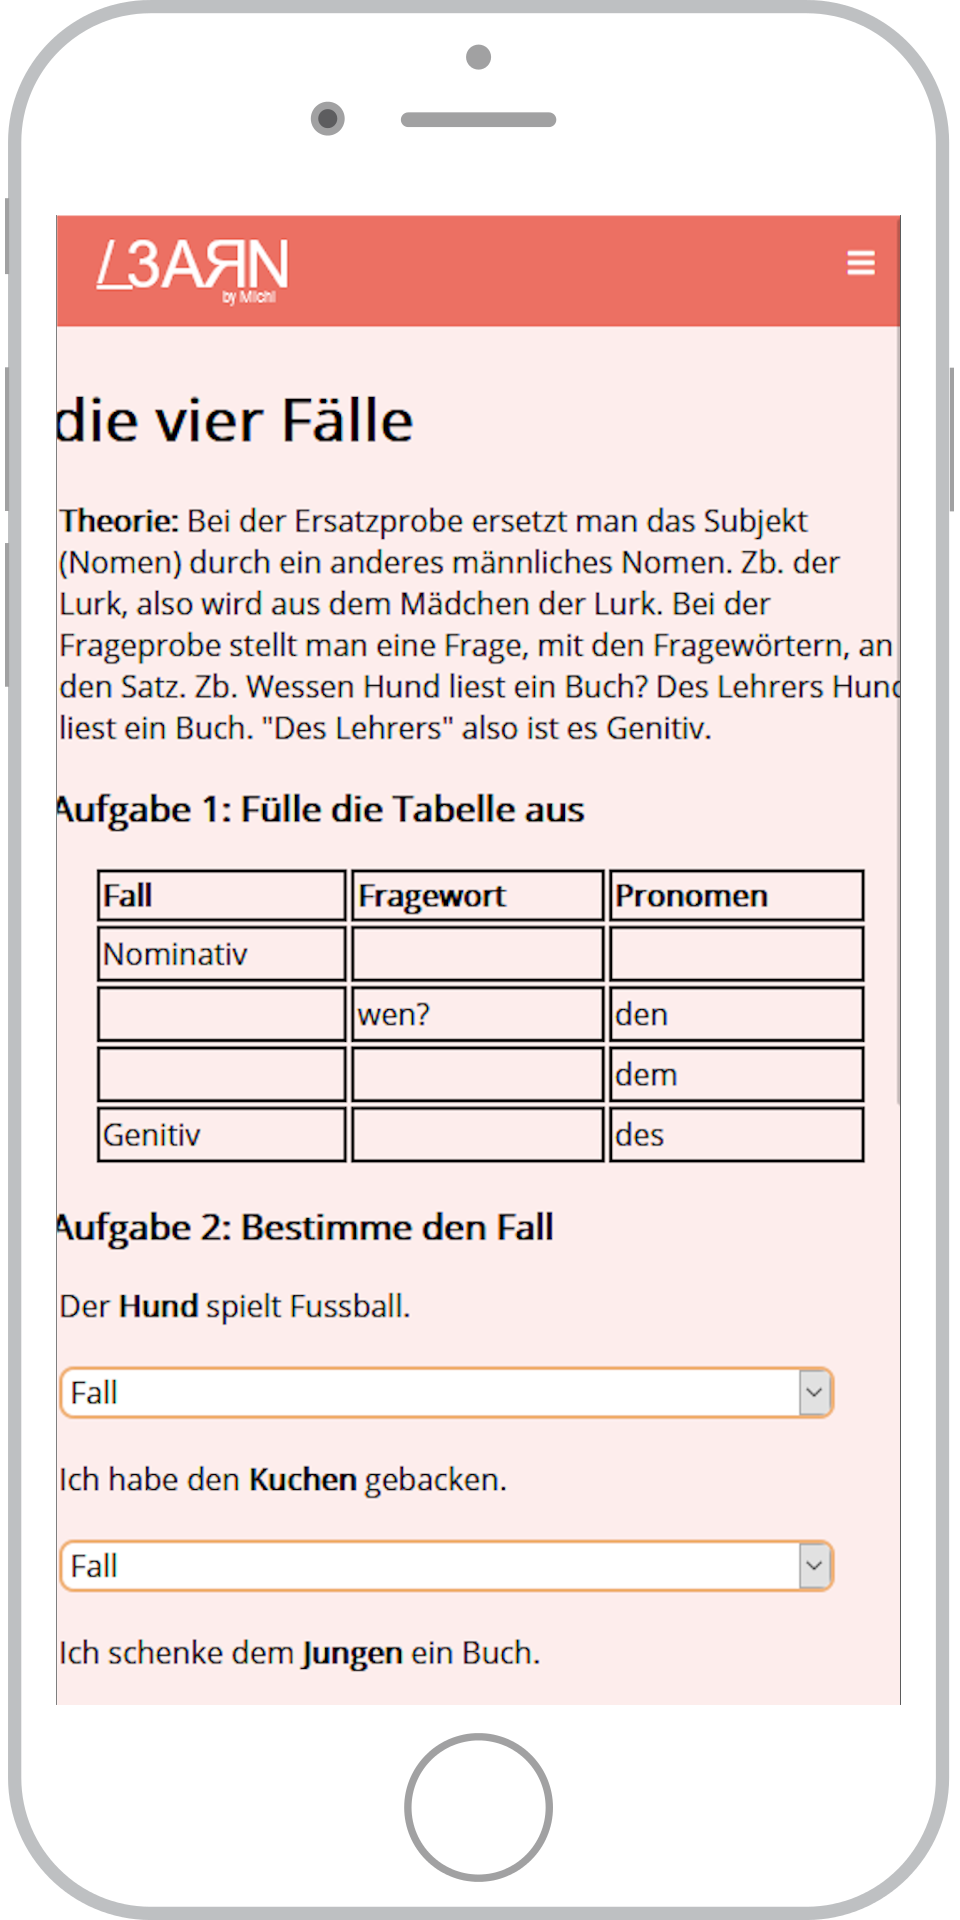 /_3AЯN
by Michi
die vier Fälle
Theorie: Bei der Ersatzprobe ersetzt man das Subjekt
(Nomen) durch ein anderes männliches Nomen. Zb. der
Lurk, also wird aus dem Mädchen der Lurk. Bei der
Frageprobe stellt man eine Frage, mit den Fragewörtern, an
den Satz. Zb. Wessen Hund liest ein Buch? Des Lehrers Hund
liest ein Buch. "Des Lehrers" also ist es Genitiv.
Aufgabe 1: Fülle die Tabelle aus
Fall Fragewort Pronomen
Nominativ
wen? den
dem
Genitiv des
Aufgabe 2: Bestimme den Fall
Der Hund spielt Fussball.
Fall
Ich habe den Kuchen gebacken.
Fall
Ich schenke dem Jungen ein Buch.